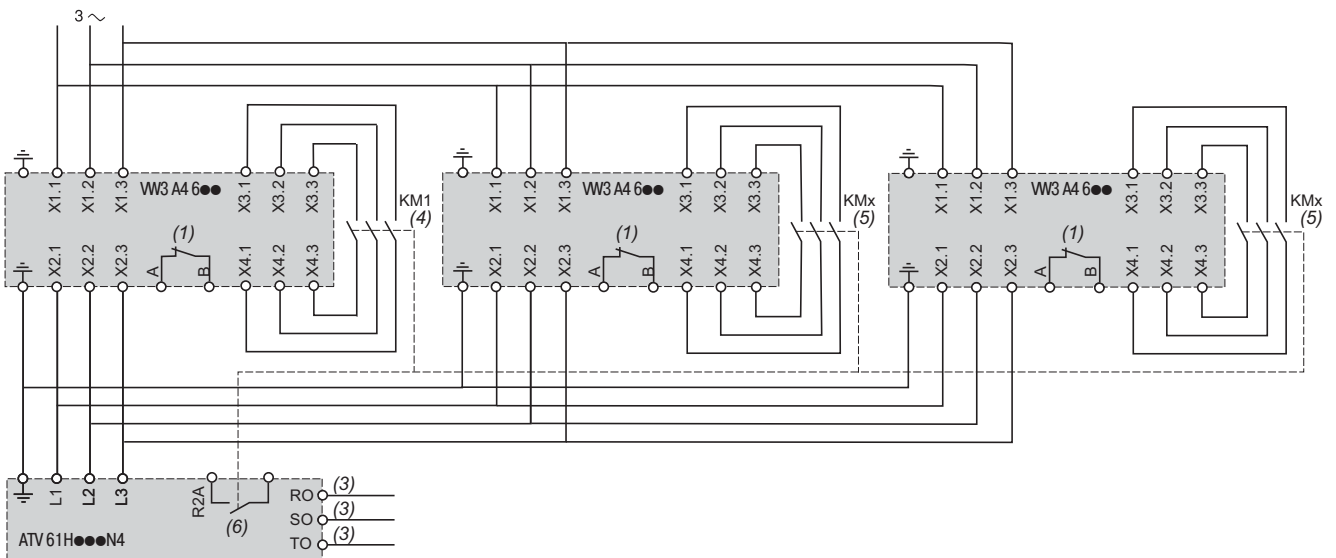 3 ~
X1.1 X1.2 X1.3 VW3 A4 6●● X3.1 X3.2 X3.3
KM1
(4)
(1)
X2.1 X2.2 X2.3 A B X4.1 X4.2 X4.3
X1.1 X1.2 X1.3 VW3 A4 6●● X3.1 X3.2 X3.3
KMx
(5)
(1)
X2.1 X2.2 X2.3 A B X4.1 X4.2 X4.3
X1.1 X1.2 X1.3 VW3 A4 6●● X3.1 X3.2 X3.3
KMx
(5)
(1)
X2.1 X2.2 X2.3 A B X4.1 X4.2 X4.3
L1 L2 L3 R2A
(6)
RO (3)
SO (3)
TO (3)
ATV 61H●●●N4